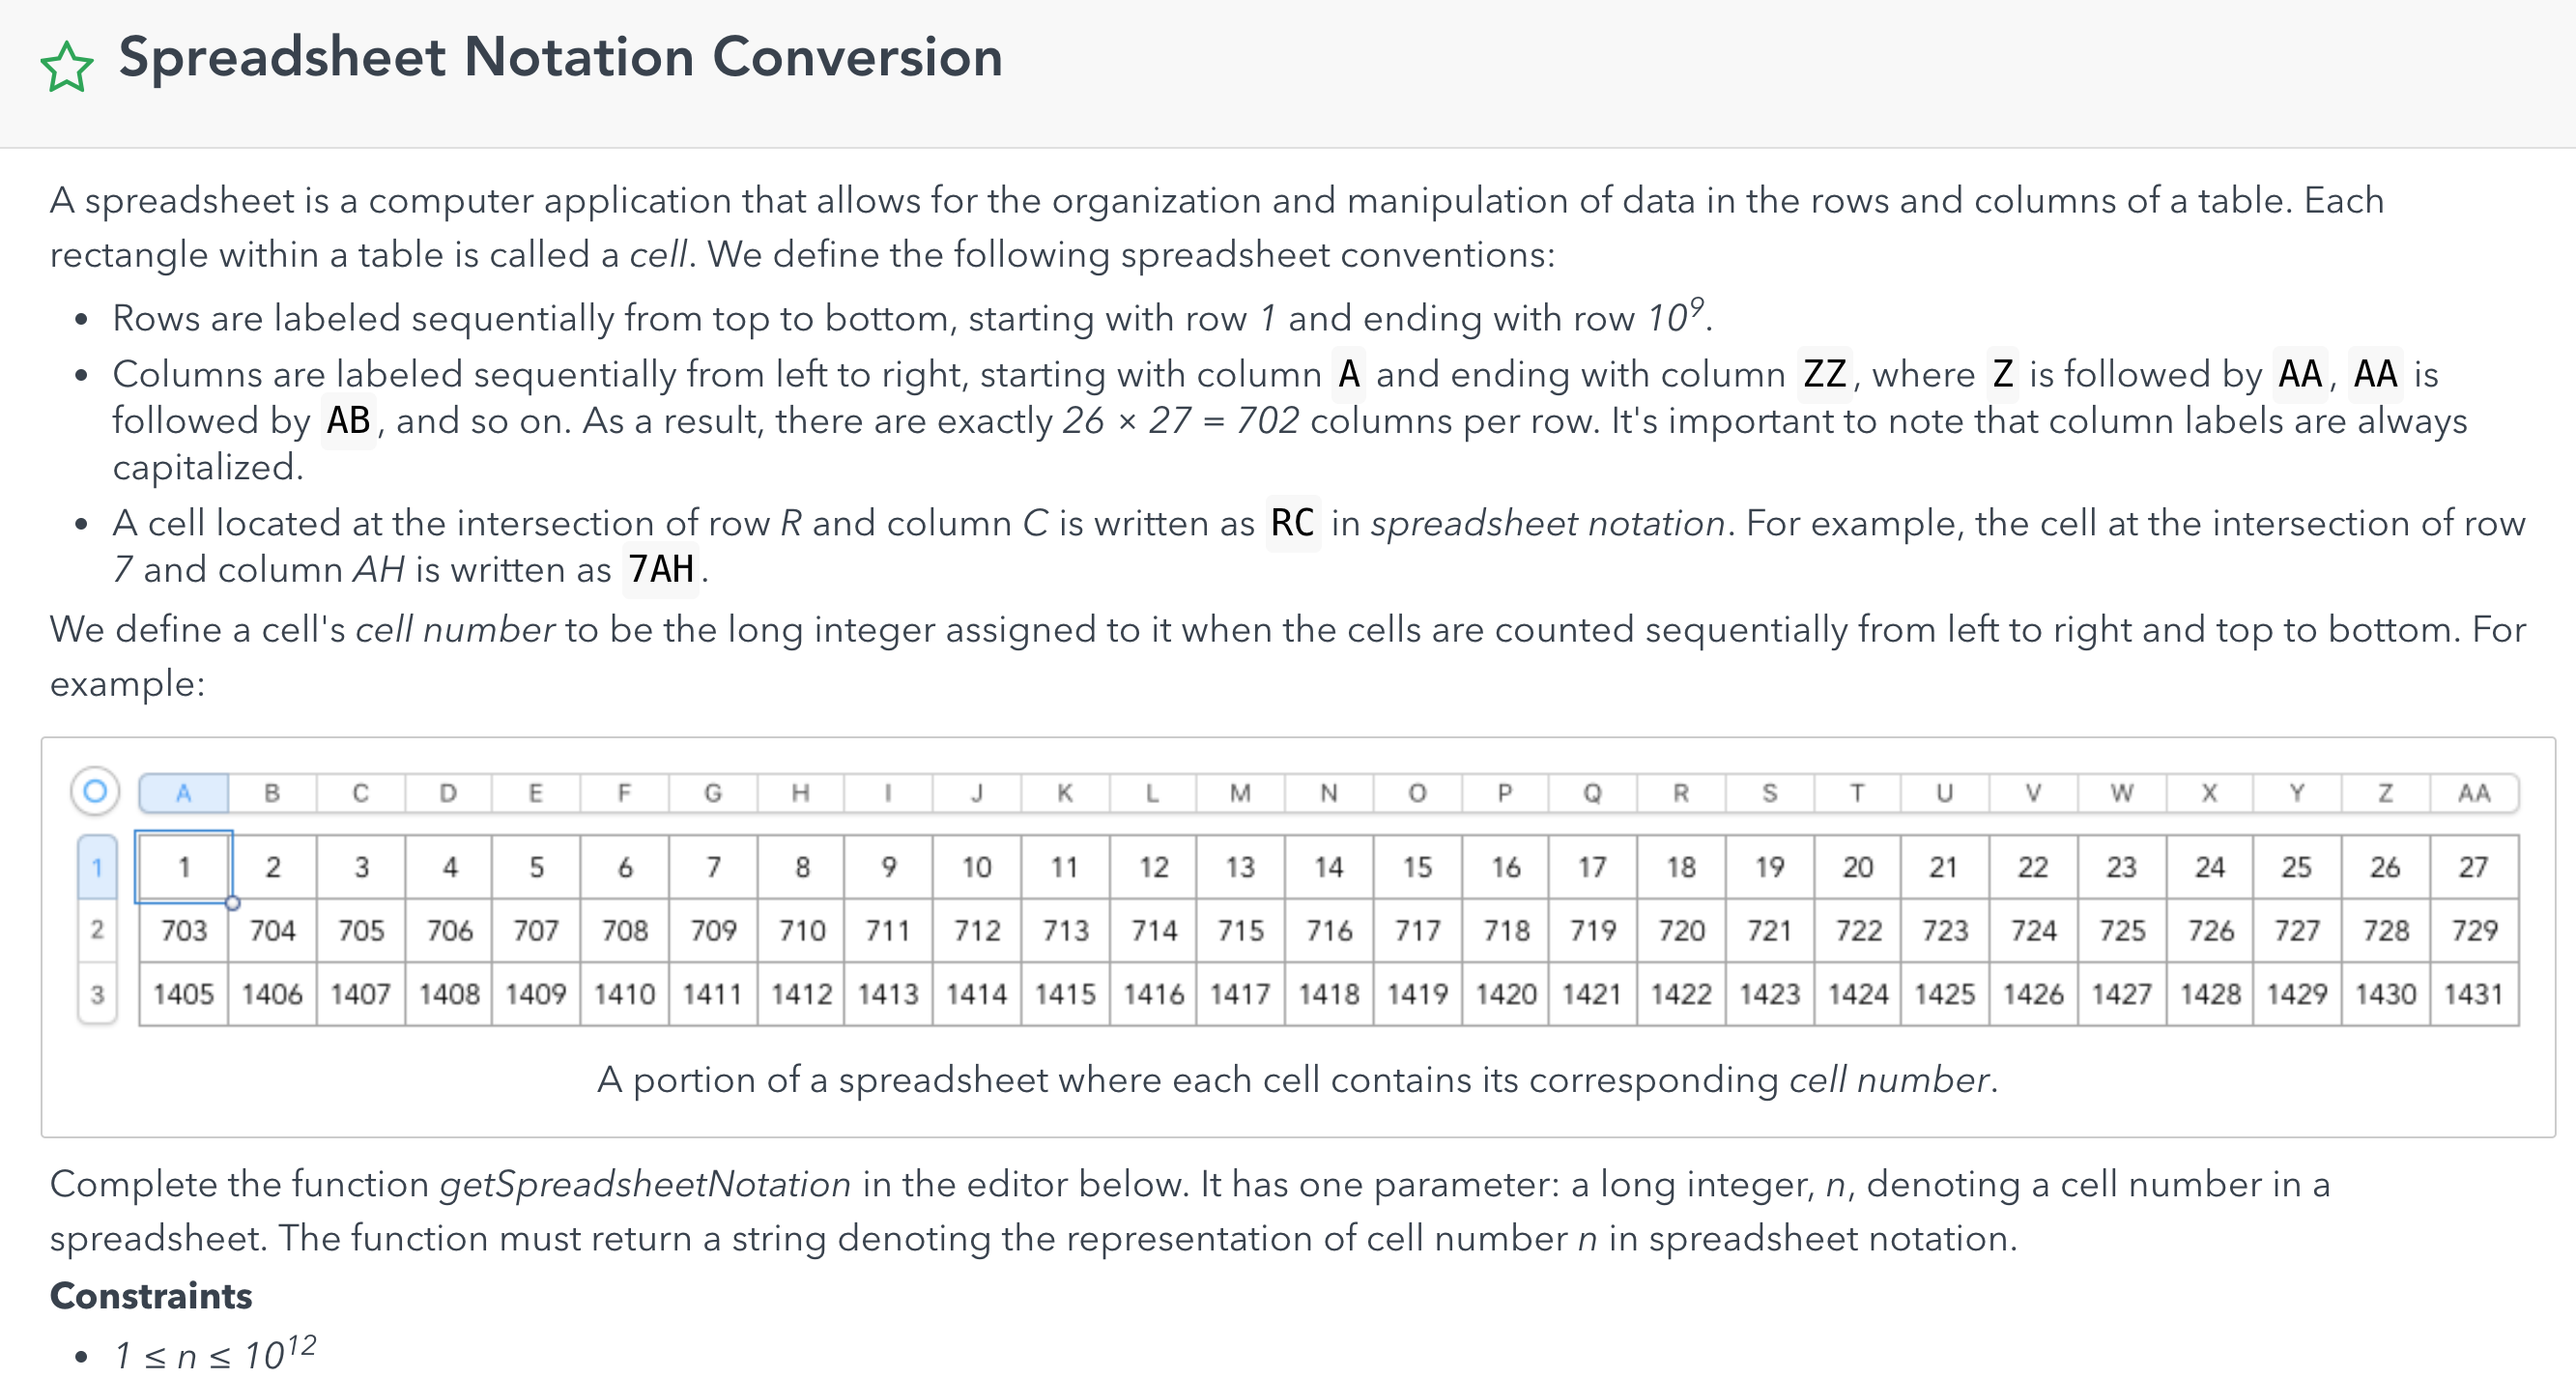 Spreadsheet Notation Conversion
A spreadsheet is a computer application that allows for the organization and manipulation of data in the rows and columns of a table. Each
rectangle within a table is called a cell. We define the following spreadsheet conventions:
• Rows are labeled sequentially from top to bottom, starting with row 1 and ending with row 10⁹.
• Columns are labeled sequentially from left to right, starting with column A and ending with column ZZ, where Z is followed by AA, AA is
followed by AB, and so on. As a result, there are exactly 26 × 27 = 702 columns per row. It's important to note that column labels are always
capitalized.
• A cell located at the intersection of row R and column C is written as RC in spreadsheet notation. For example, the cell at the intersection of row
7 and column AH is written as 7AH.
We define a cell's cell number to be the long integer assigned to it when the cells are counted sequentially from left to right and top to bottom. For
example:
A B C D E F G H I J K L M N O P Q R S T U V W X Y Z AA
1 1 2 3 4 5 6 7 8 9 10 11 12 13 14 15 16 17 18 19 20 21 22 23 24 25 26 27
2 703 704 705 706 707 708 709 710 711 712 713 714 715 716 717 718 719 720 721 722 723 724 725 726 727 728 729
3 1405 1406 1407 1408 1409 1410 1411 1412 1413 1414 1415 1416 1417 1418 1419 1420 1421 1422 1423 1424 1425 1426 1427 1428 1429 1430 1431
A portion of a spreadsheet where each cell contains its corresponding cell number.
Complete the function getSpreadsheetNotation in the editor below. It has one parameter: a long integer, n, denoting a cell number in a
spreadsheet. The function must return a string denoting the representation of cell number n in spreadsheet notation.
Constraints
• 1 ≤ n ≤ 10¹²